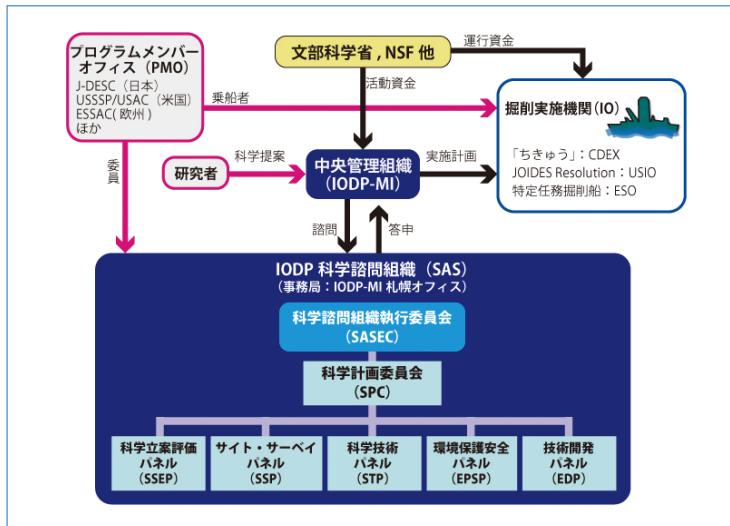 プログラムメンバー
オフィス（PMO）
J-DESC（日本）
USSSP/USAC（米国）
ESSAC( 欧州 )
ほか
文部科学省 , NSF 他
運行資金
活動資金
乗船者
掘削実施機関（IO）
「ちきゅう」：CDEX
JOIDES Resolution：USIO
特定任務掘削船：ESO
委員
研究者
科学提案
中央管理組織
（IODP-MI）
実施計画
諮問
答申
IODP 科学諮問組織（SAS）
（事務局：IODP-MI 札幌オフィス）
科学諮問組織執行委員会
（SASEC）
科学計画委員会
（SPC）
科学立案評価
パネル
（SSEP）
サイト・サーベイ
パネル
（SSP）
科学技術
パネル
（STP）
環境保護安全
パネル
（EPSP）
技術開発
パネル
（EDP）